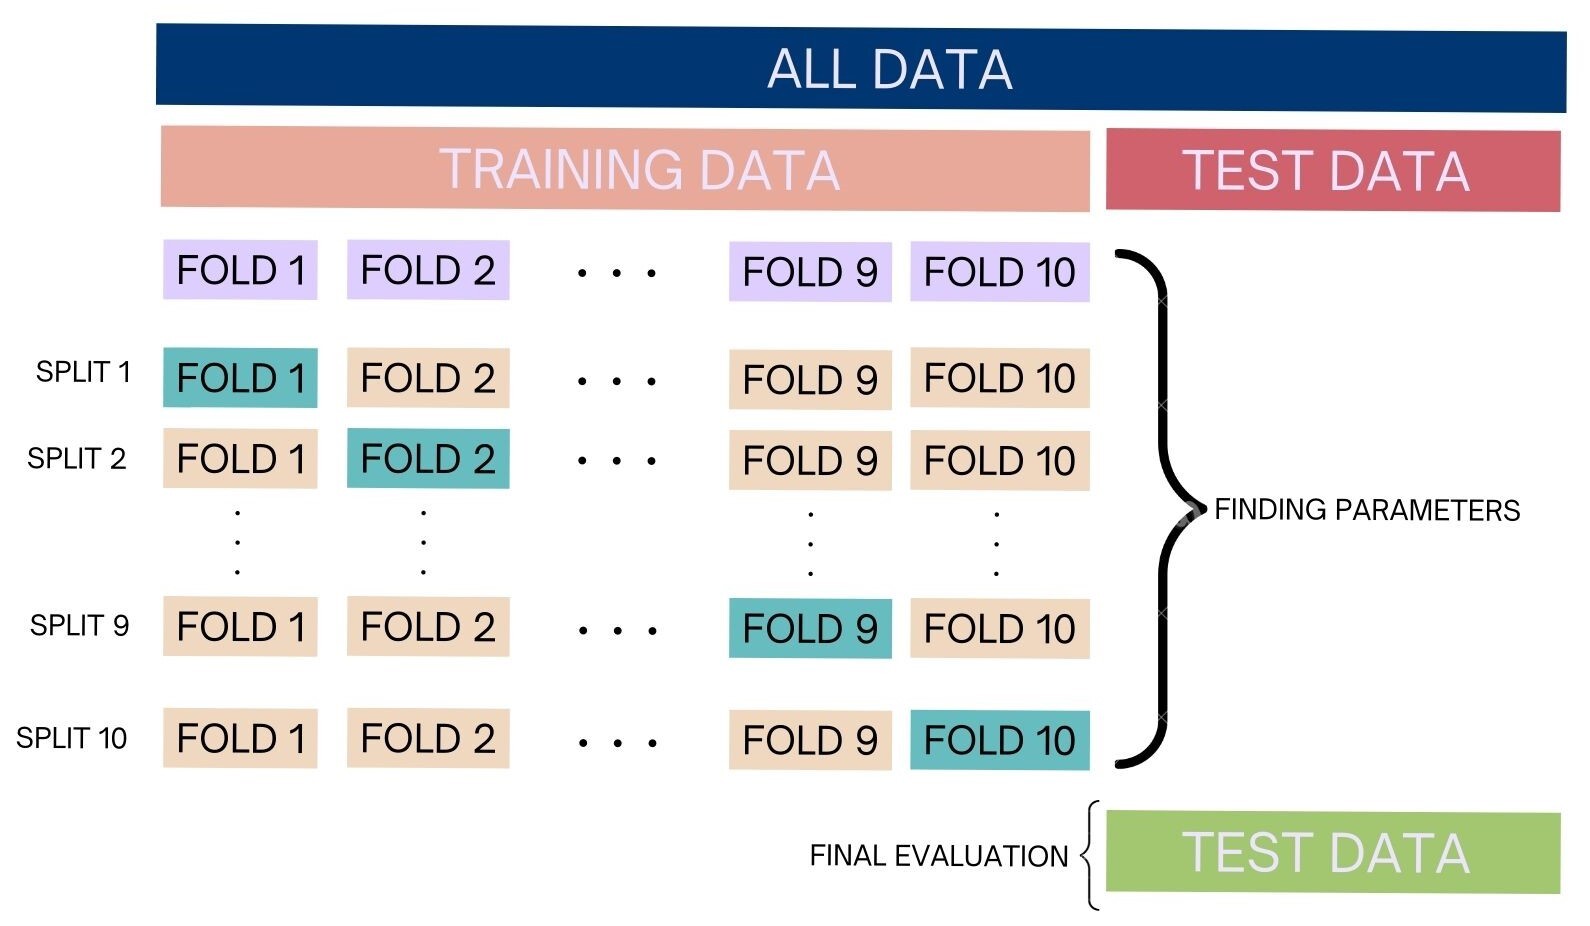 ALL DATA
TRAINING DATA TEST DATA
FOLD 1 FOLD 2 . . . FOLD 9 FOLD 10
SPLIT 1 FOLD 1 FOLD 2 . . . FOLD 9 FOLD 10
SPLIT 2 FOLD 1 FOLD 2 . . . FOLD 9 FOLD 10
FINDING PARAMETERS
SPLIT 9 FOLD 1 FOLD 2 . . . FOLD 9 FOLD 10
SPLIT 10 FOLD 1 FOLD 2 . . . FOLD 9 FOLD 10
FINAL EVALUATION TEST DATA